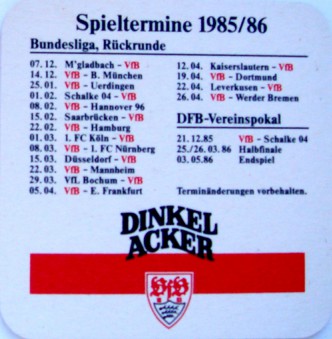 Spieltermine 1985/86
Bundesliga, Rückrunde
07. 12. M'gladbach - VfB
14. 12. VfB - B. München
25. 01. VfB - Uerdingen
01. 02. Schalke 04 - VfB
08. 02. VfB - Hannover 96
15. 02. Saarbrücken - VfB
22. 02. VfB - Hamburg
01. 03. 1. FC Köln - VfB
08. 03. VfB - 1. FC Nürnberg
15. 03. Düsseldorf - VfB
22. 03. VfB - Mannheim
29. 03. VfL Bochum - VfB
05. 04. VfB - E. Frankfurt
12. 04. Kaiserslautern - VfB
19. 04. VfB - Dortmund
22. 04. Leverkusen - VfB
26. 04. VfB - Werder Bremen
DFB-Vereinspokal
21. 12.85 VfB - Schalke 04
25./26. 03. 86 Halbfinale
03. 05.86 Endspiel
Terminänderungen vorbehalten.
DINKEL
ACKER
VfB